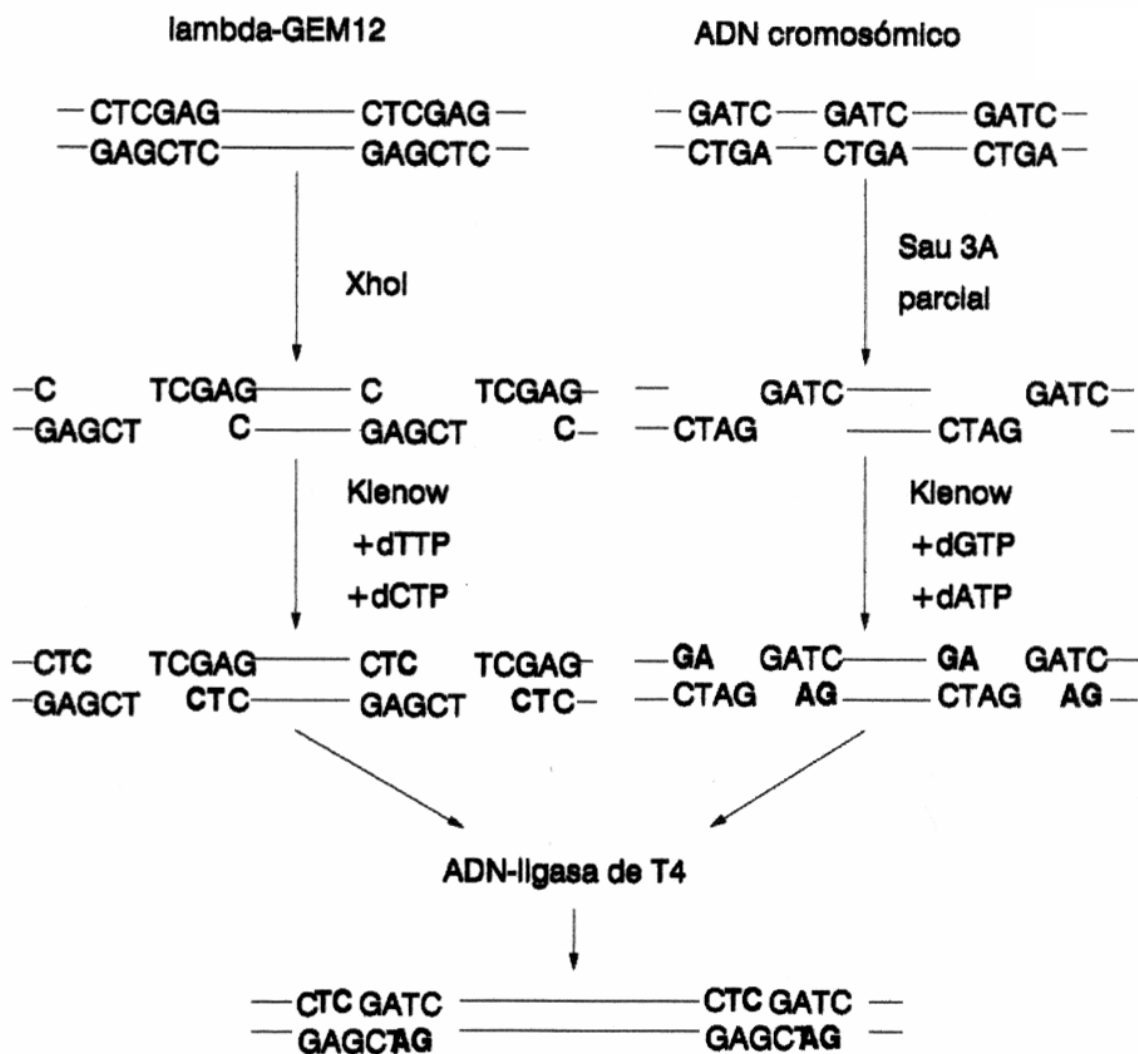 lambda-GEM12 ADN cromosómico
CTCGAG CTCGAG GATC GATC GATC
GAGCTC GAGCTC CTGA CTGA CTGA
XhoI
Sau 3A
parcial
C TCGAG C TCGAG GATC GATC
GAGCT C GAGCT C CTAG CTAG
Klenow
+dTTP
+dCTP
Klenow
+dGTP
+dATP
CTC TCGAG CTC TCGAG GA GATC GA GATC
GAGCT CTC GAGCT CTC CTAG AG CTAG AG
ADN-ligasa de T4
CTC GATC CTC GATC
GAGCTAG GAGCTAG